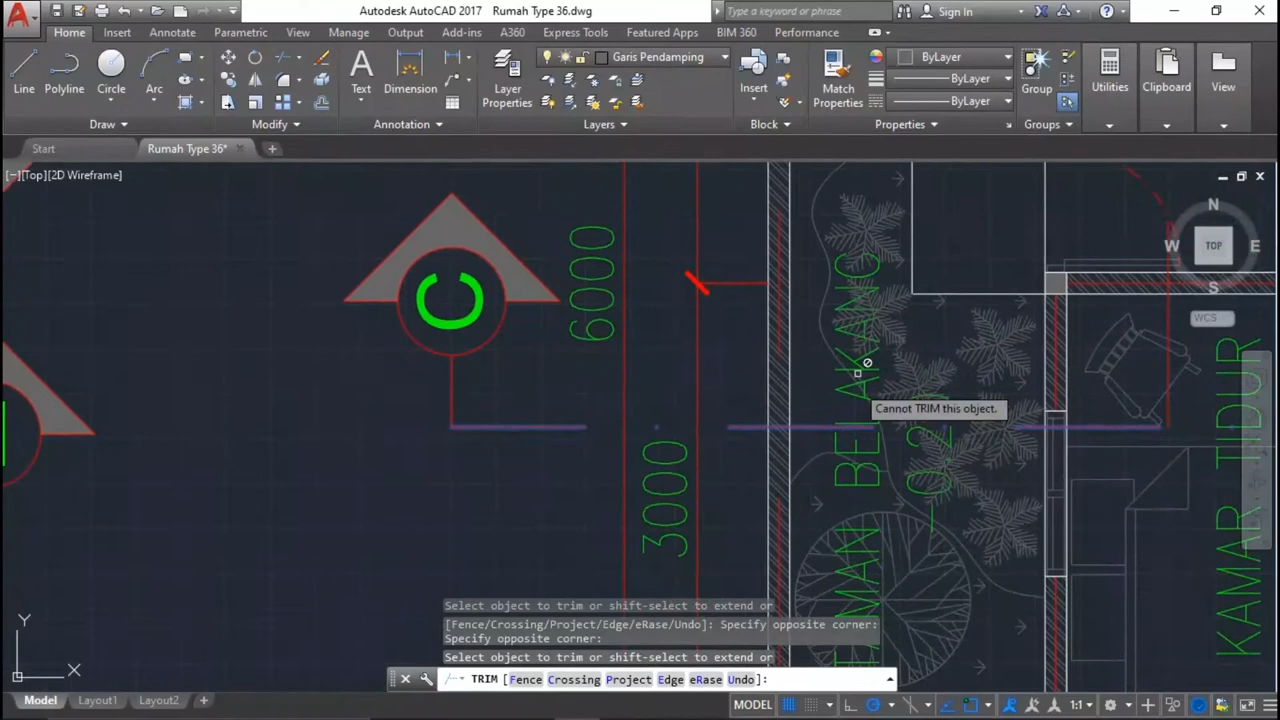 Autodesk AutoCAD 2017 Rumah Type 36.dwg
Type a keyword or phrase
Sign In
Home Insert Annotate Parametric View Manage Output Add-ins A360 Express Tools Featured Apps BIM 360 Performance
Garis Pendamping
ByLayer
ByLayer
ByLayer
Line Polyline Circle Arc
Text Dimension
Layer Properties
Insert
Match Properties
Group
Utilities
Clipboard
View
Draw Modify Annotation Layers Block Properties Groups
Start Rumah Type 36*
[−][Top][2D Wireframe]
N
W TOP E
S
WCS
C
6000
3000
KAMAR TIDUR
Cannot TRIM this object.
Select object to trim or shift-select to extend or
[Fence/Crossing/Project/Edge/eRase/Undo]: Specify opposite corner:
Specify opposite corner:
Select object to trim or shift-select to extend or
TRIM [Fence Crossing Project Edge eRase Undo]:
Y
X
Model Layout1 Layout2
MODEL 1:1